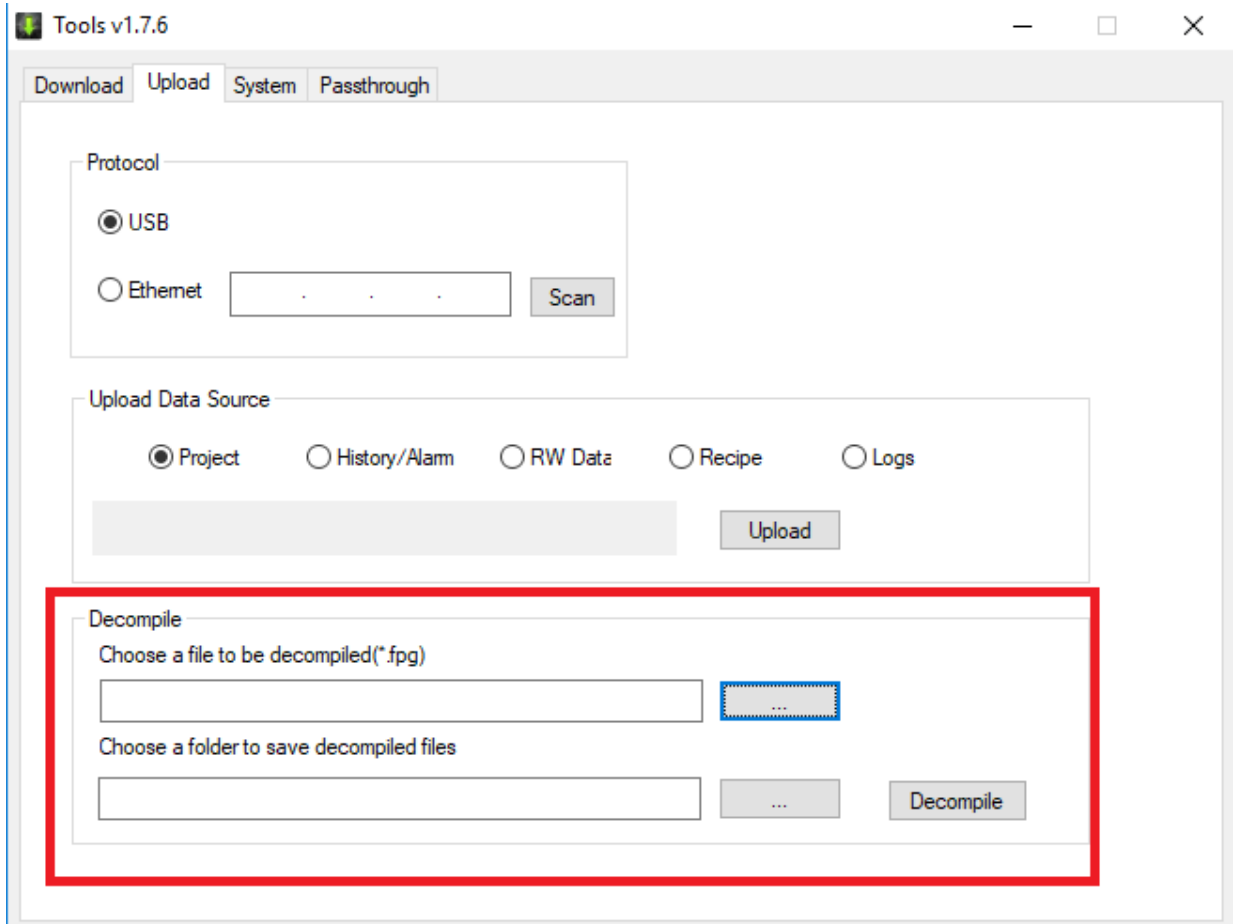 Tools v1.7.6
Download Upload System Passthrough
Protocol
USB
Ethernet . . . Scan
Upload Data Source
Project History/Alarm RW Data Recipe Logs
Upload
Decompile
Choose a file to be decompiled(*.fpg)
...
Choose a folder to save decompiled files
... Decompile